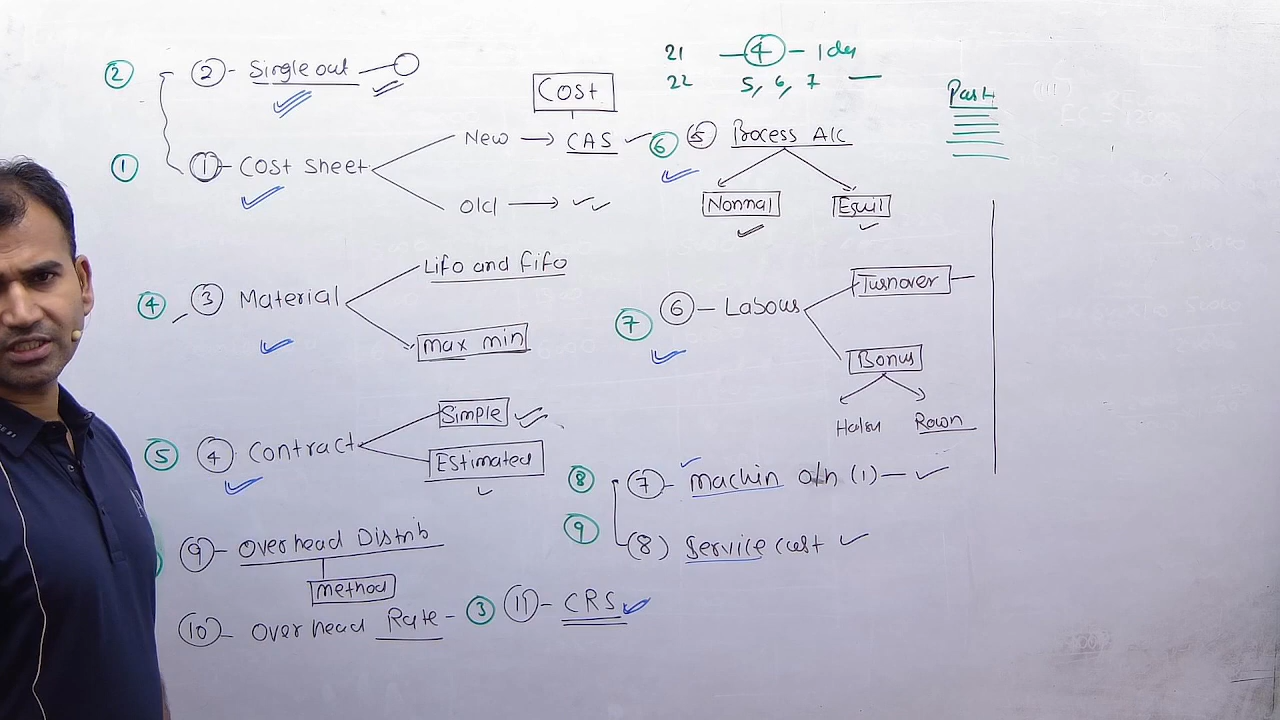 21 — 4 - 1 day
22 5, 6, 7 —
② ② - Single out
Cost
Past
New → CAS
① ① - Cost sheet
Old →
⑥ ⑤ Process A/c
Normal
Equil
④ ③ Material
Lifo and fifo
max min
⑦ ⑥ - Labour
Turnover
Bonus
Halsy Rown
⑤ ④ Contract
Simple
Estimated
⑧ ⑦ - machin o/h (1) -
⑨ (8) Service cost
⑨ - Overhead Distrib
method
⑩ - Overhead Rate - ③ ⑪ - CRS